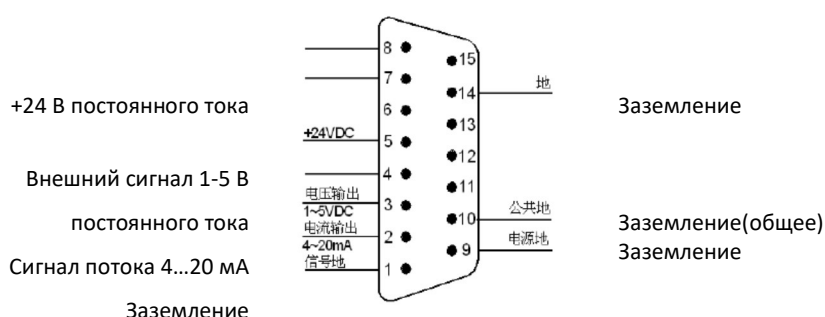 8
15
7
地
+24 В постоянного тока
14
Заземление
6
13
+24VDC
5
12
Внешний сигнал 1-5 В
4
11
电压输出
3
公共地
1~5VDC
постоянного тока
10
Заземление(общее)
电流输出
2
电源地
9
Заземление
4~20mA
Сигнал потока 4...20 мА
信号地
1
Заземление